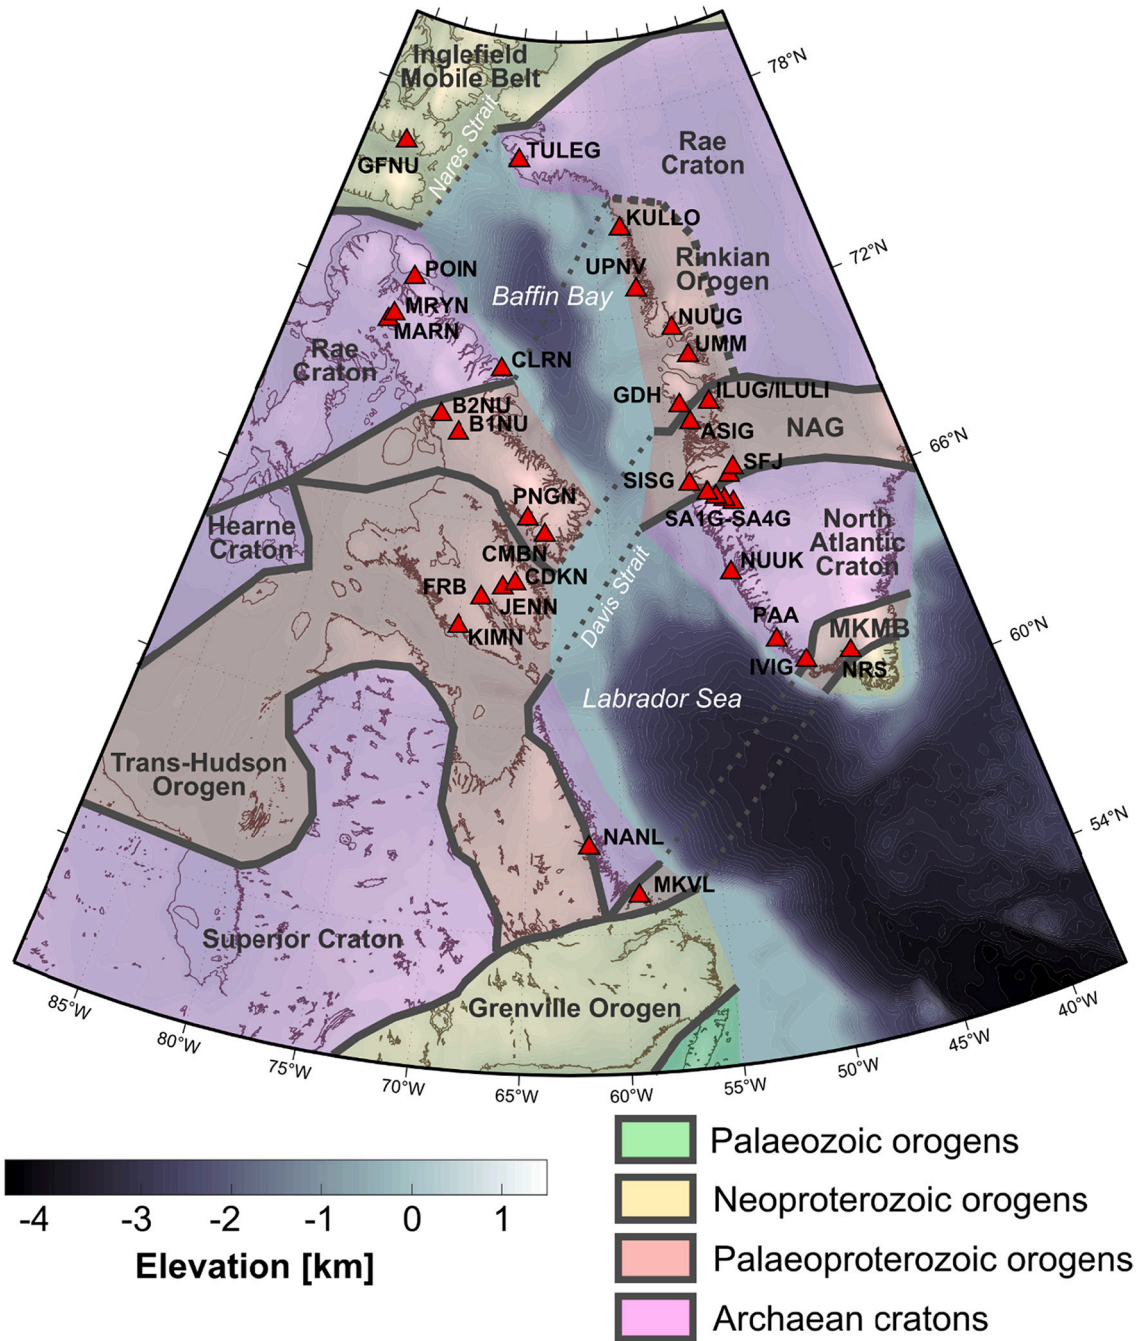 Inglefield
Mobile Belt
78°N
Rae
Craton
TULEG
GFNU
Nares Strait
KULLO
72°N
Rinkian
Orogen
UPNV
POIN
Baffin Bay
MRYN
MARN
NUUG
UMM
Rae
Craton
CLRN
GDH
ILUG/ILULI
B2NU
B1NU
ASIG
NAG
66°N
SFJ
SISG
PNGN
SA1G-SA4G
Hearne
Craton
North
Atlantic
Craton
CMBN
NUUK
CDKN
FRB
JENN
Davis Strait
KIMN
PAA
MKMB
60°N
IVIG
NRS
Labrador Sea
Trans-Hudson
Orogen
54°N
NANL
MKVL
Superior Craton
Grenville Orogen
85°W
80°W
75°W
70°W
65°W
60°W
55°W
50°W
45°W
40°W
-4 -3 -2 -1 0 1
Elevation [km]
Palaeozoic orogens
Neoproterozoic orogens
Palaeoproterozoic orogens
Archaean cratons